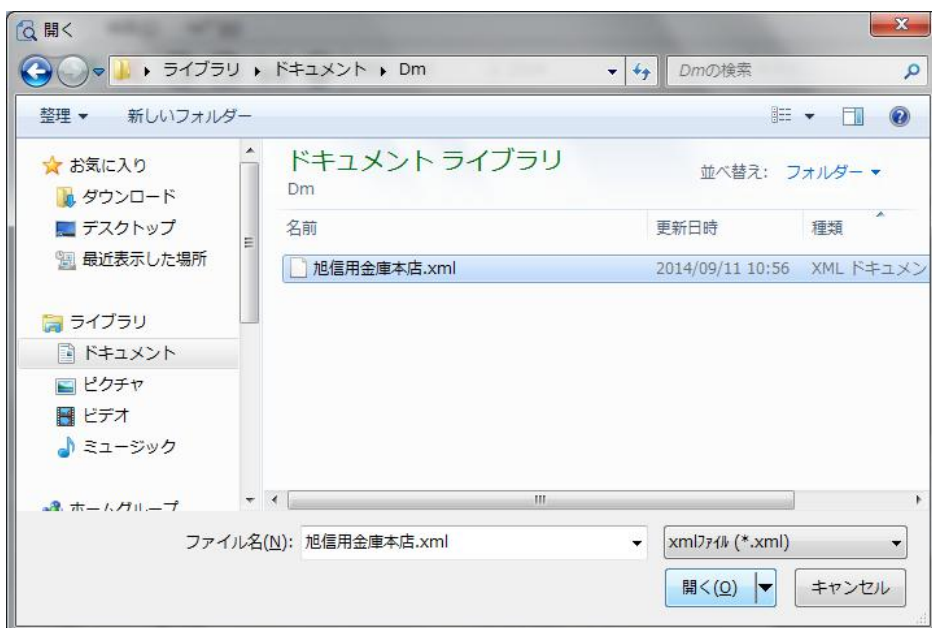 開く
ライブラリ ▸ ドキュメント ▸ Dm
Dmの検索
整理 新しいフォルダー
お気に入り
ダウンロード
デスクトップ
最近表示した場所
ライブラリ
ドキュメント
ピクチャ
ビデオ
ミュージック
ホームグループ
ドキュメント ライブラリ
Dm
並べ替え: フォルダー
名前 更新日時 種類
旭信用金庫本店.xml 2014/09/11 10:56 XML ドキュメン
ファイル名(N): 旭信用金庫本店.xml xmlﾌｧｲﾙ (*.xml)
開く(O) キャンセル